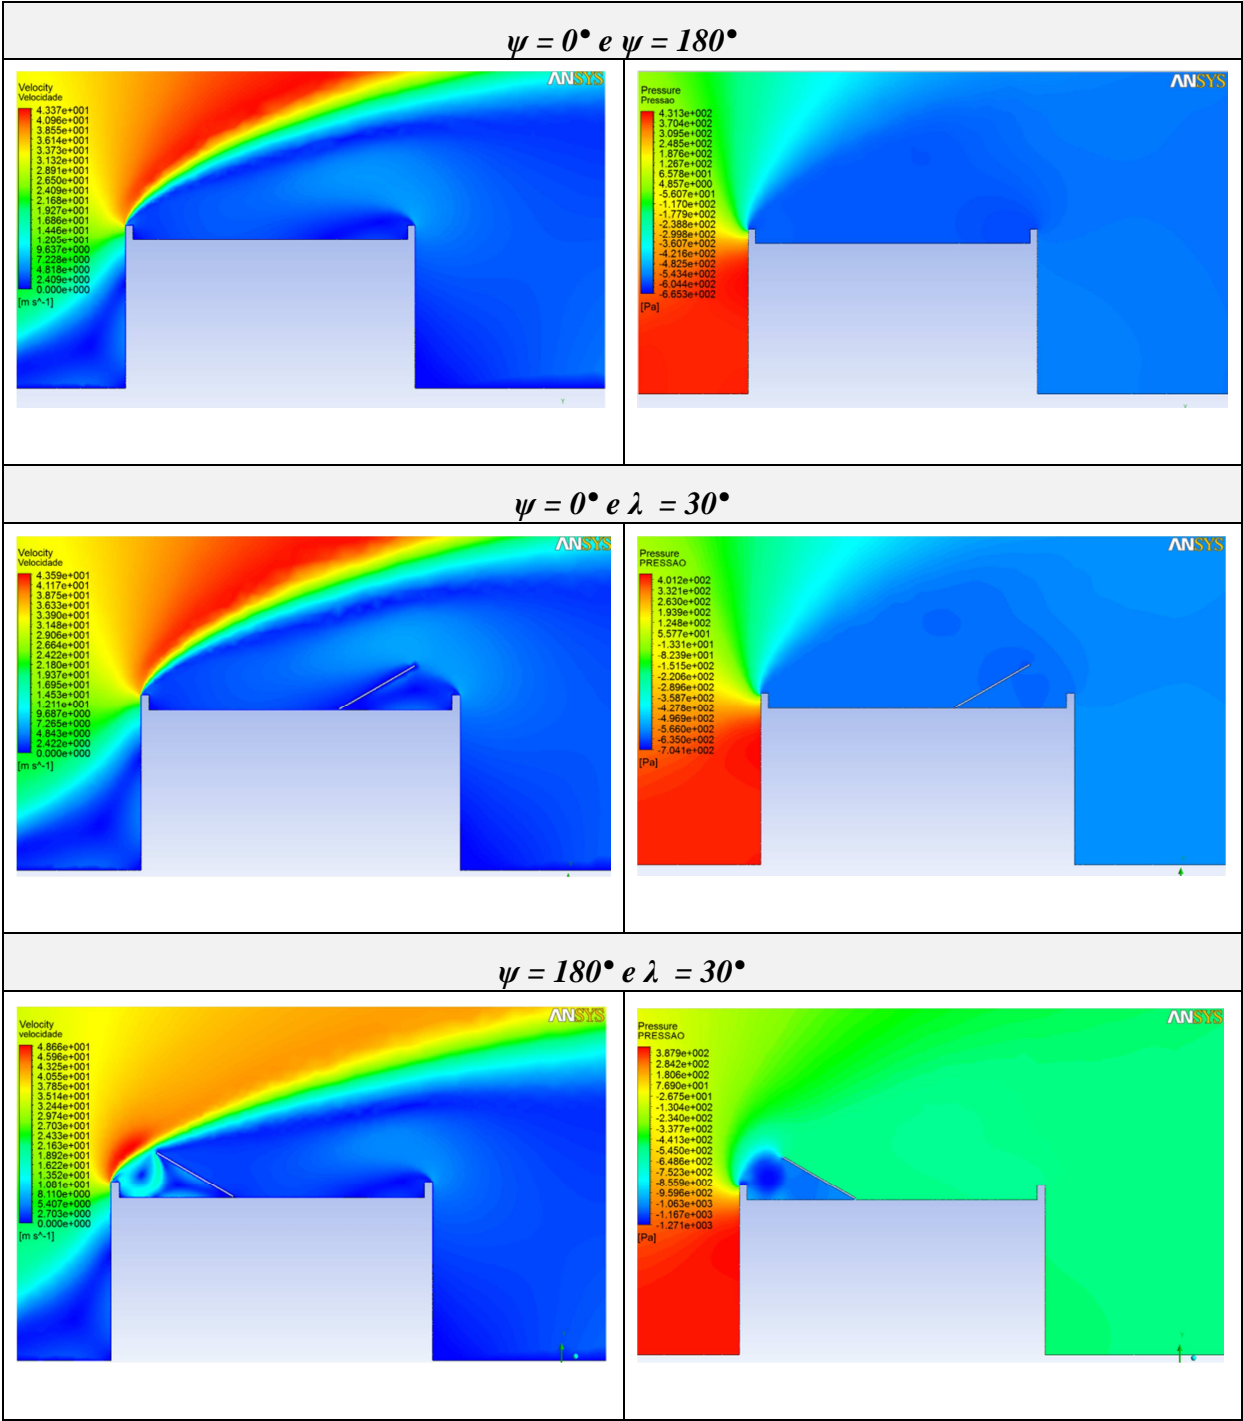 ψ = 0° e ψ = 180°
Velocity
Velocidade
4.337e+001
4.096e+001
3.855e+001
3.614e+001
3.373e+001
3.132e+001
2.891e+001
2.650e+001
2.409e+001
2.168e+001
1.927e+001
1.686e+001
1.446e+001
1.205e+001
9.637e+000
7.228e+000
4.818e+000
2.409e+000
0.000e+000
[m s^-1]
ANSYS
Pressure
Pressao
4.313e+002
3.704e+002
3.095e+002
2.485e+002
1.876e+002
1.267e+002
6.578e+001
4.857e+000
-5.607e+001
-1.170e+002
-1.779e+002
-2.388e+002
-2.998e+002
-3.607e+002
-4.216e+002
-4.825e+002
-5.434e+002
-6.044e+002
-6.653e+002
[Pa]
ANSYS
ψ = 0° e λ = 30°
Velocity
Velocidade
4.359e+001
4.117e+001
3.875e+001
3.633e+001
3.390e+001
3.148e+001
2.906e+001
2.664e+001
2.422e+001
2.180e+001
1.937e+001
1.695e+001
1.453e+001
1.211e+001
9.687e+000
7.265e+000
4.843e+000
2.422e+000
0.000e+000
[m s^-1]
ANSYS
Pressure
PRESSAO
4.012e+002
3.321e+002
2.630e+002
1.939e+002
1.248e+002
5.577e+001
-1.331e+001
-8.239e+001
-1.515e+002
-2.206e+002
-2.896e+002
-3.587e+002
-4.278e+002
-4.969e+002
-5.660e+002
-6.350e+002
-7.041e+002
[Pa]
ANSYS
ψ = 180° e λ = 30°
Velocity
velocidade
4.866e+001
4.596e+001
4.325e+001
4.055e+001
3.785e+001
3.514e+001
3.244e+001
2.974e+001
2.703e+001
2.433e+001
2.163e+001
1.892e+001
1.622e+001
1.352e+001
1.081e+001
8.110e+000
5.407e+000
2.703e+000
0.000e+000
[m s^-1]
ANSYS
Pressure
PRESSAO
3.879e+002
2.842e+002
1.806e+002
7.690e+001
-2.675e+001
-1.304e+002
-2.340e+002
-3.377e+002
-4.413e+002
-5.450e+002
-6.486e+002
-7.523e+002
-8.559e+002
-9.596e+002
-1.063e+003
-1.167e+003
-1.271e+003
[Pa]
ANSYS